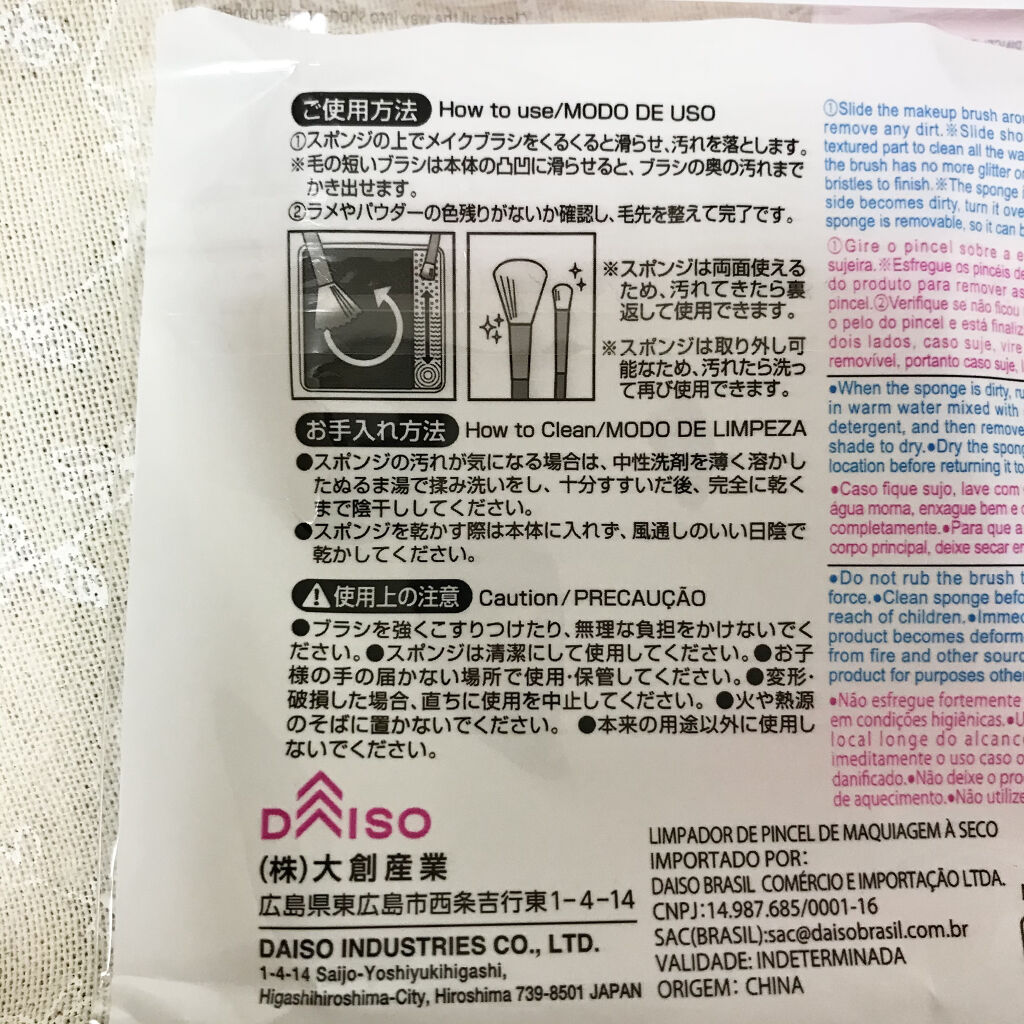 ご使用方法 How to use/MODO DE USO
①スポンジの上でメイクブラシをくるくると滑らせ、汚れを落とします。
※毛の短いブラシは本体の凸凹に滑らせると、ブラシの奥の汚れまで
かき出せます。
②ラメやパウダーの色残りがないか確認し、毛先を整えて完了です。
※スポンジは両面使える
ため、汚れてきたら裏
返して使用できます。
※スポンジは取り外し可
能なため、汚れたら洗っ
て再び使用できます。
お手入れ方法 How to Clean/MODO DE LIMPEZA
●スポンジの汚れが気になる場合は、中性洗剤を薄く溶かし
たぬるま湯で揉み洗いをし、十分すすいだ後、完全に乾く
まで陰干ししてください。
●スポンジを乾かす際は本体に入れず、風通しのいい日陰で
乾かしてください。
⚠使用上の注意 Caution/PRECAUÇÃO
●ブラシを強くこすりつけたり、無理な負担をかけないでく
ださい。●スポンジは清潔にして使用してください。●お子
様の手の届かない場所で使用・保管してください。●変形・
破損した場合、直ちに使用を中止してください。●火や熱源
のそばに置かないでください。●本来の用途以外に使用し
ないでください。
①Slide the makeup brush
remove any dirt.※Slide
textured part to clean all the
the brush has no more glitter
bristles to finish.※The sponge
side becomes dirty, turn it
sponge is removable, so it can
①Gire o pincel sobre a
sujeira.※Esfregue os pincéis
do produto para remover
pincel.②Verifique se não ficou
o pelo do pincel e está
dois lados, caso suje, vire
removível, portanto caso suje,
●When the sponge is dirty,
in warm water mixed with
detergent, and then remove
shade to dry.●Dry the
location before returning it to
●Caso fique sujo, lave com
água morna, enxague bem e
completamente.●Para que a
corpo principal, deixe secar
●Do not rub the brush
force.●Clean sponge
reach of children.
product becomes
from fire and other
product for purposes
●Não esfregue fortemente
em condições higiênicas.
local longe do
imeditamente o uso caso o
danificado.●Não deixe o
de aquecimento.●Não
DAISO
(株)大創産業
広島県東広島市西条吉行東1-4-14
DAISO INDUSTRIES CO., LTD.
1-4-14 Saijo-Yoshiyukihigashi,
Higashihiroshima-City, Hiroshima 739-8501 JAPAN
LIMPADOR DE PINCEL DE MAQUIAGEM À SECO
IMPORTADO POR:
DAISO BRASIL COMÉRCIO E IMPORTAÇÃO LTDA.
CNPJ:14.987.685/0001-16
SAC(BRASIL):sac@daisobrasil.com.br
VALIDADE: INDETERMINADA
ORIGEM: CHINA